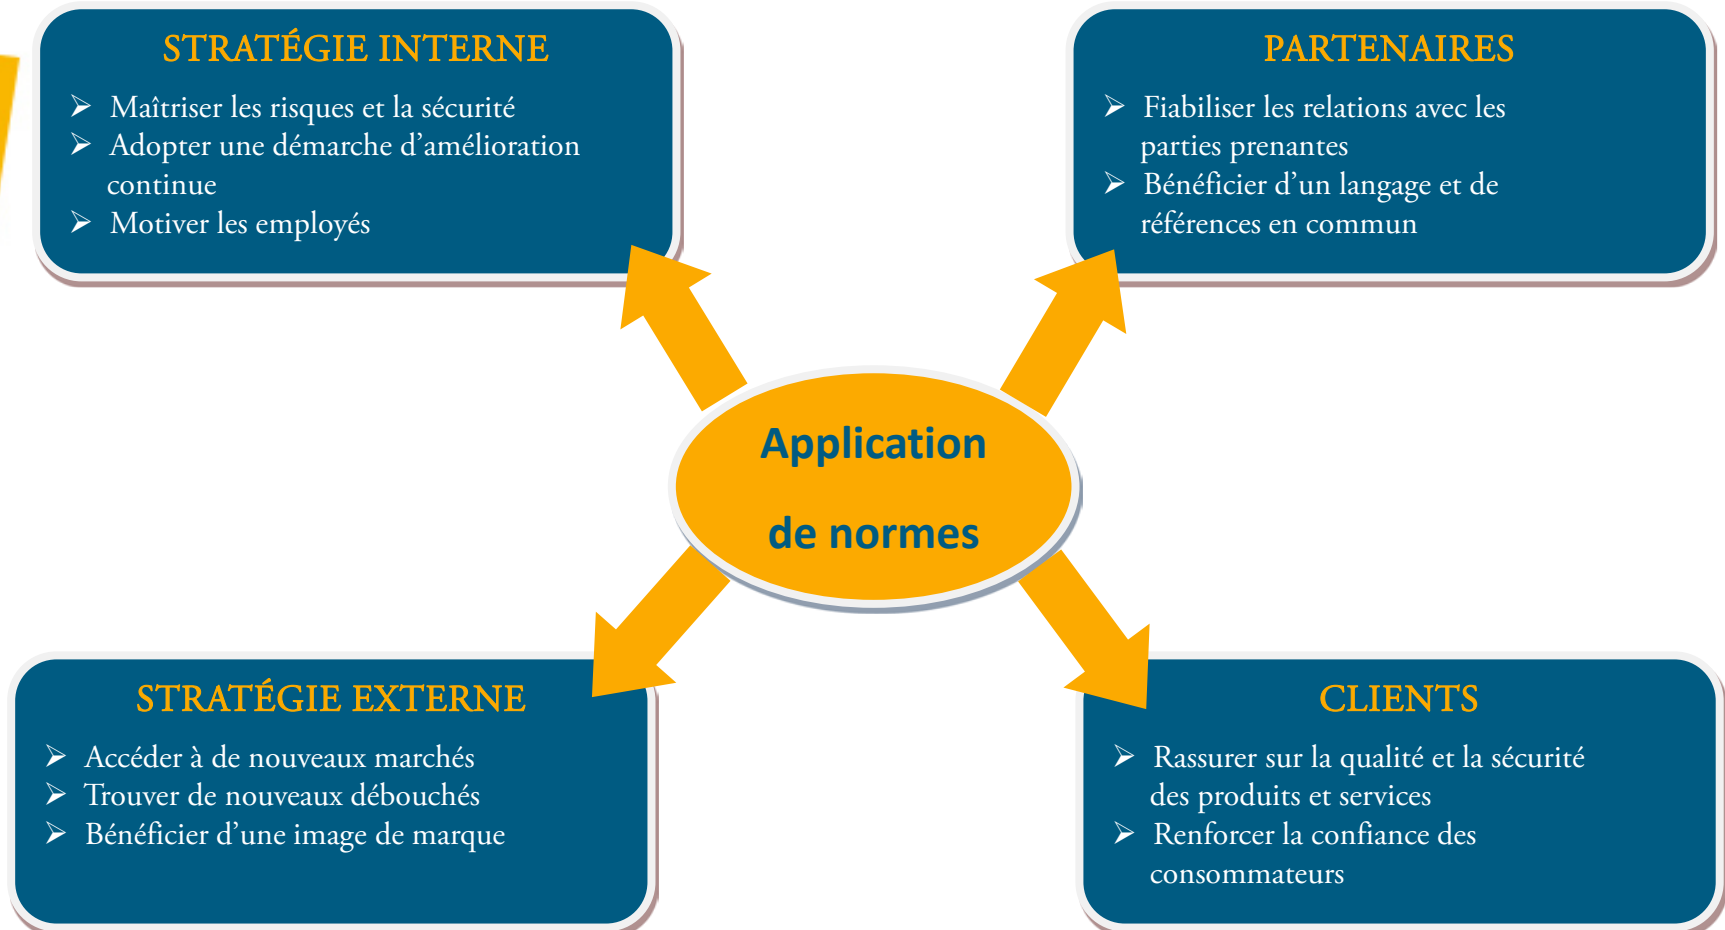 STRATÉGIE INTERNE
➢ Maîtriser les risques et la sécurité
➢ Adopter une démarche d’amélioration
continue
➢ Motiver les employés
PARTENAIRES
➢ Fiabiliser les relations avec les
parties prenantes
➢ Bénéficier d’un langage et de
références en commun
Application
de normes
STRATÉGIE EXTERNE
➢ Accéder à de nouveaux marchés
➢ Trouver de nouveaux débouchés
➢ Bénéficier d’une image de marque
CLIENTS
➢ Rassurer sur la qualité et la sécurité
des produits et services
➢ Renforcer la confiance des
consommateurs